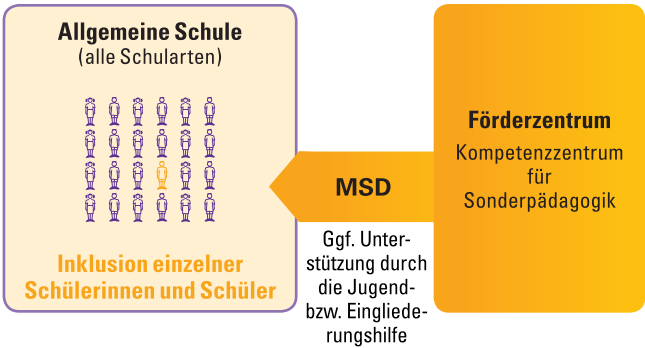 Allgemeine Schule
(alle Schularten)
Inklusion einzelner
Schülerinnen und Schüler
MSD
Ggf. Unter-
stützung durch
die Jugend-
bzw. Eingliede-
rungshilfe
Förderzentrum
Kompetenzzentrum
für
Sonderpädagogik